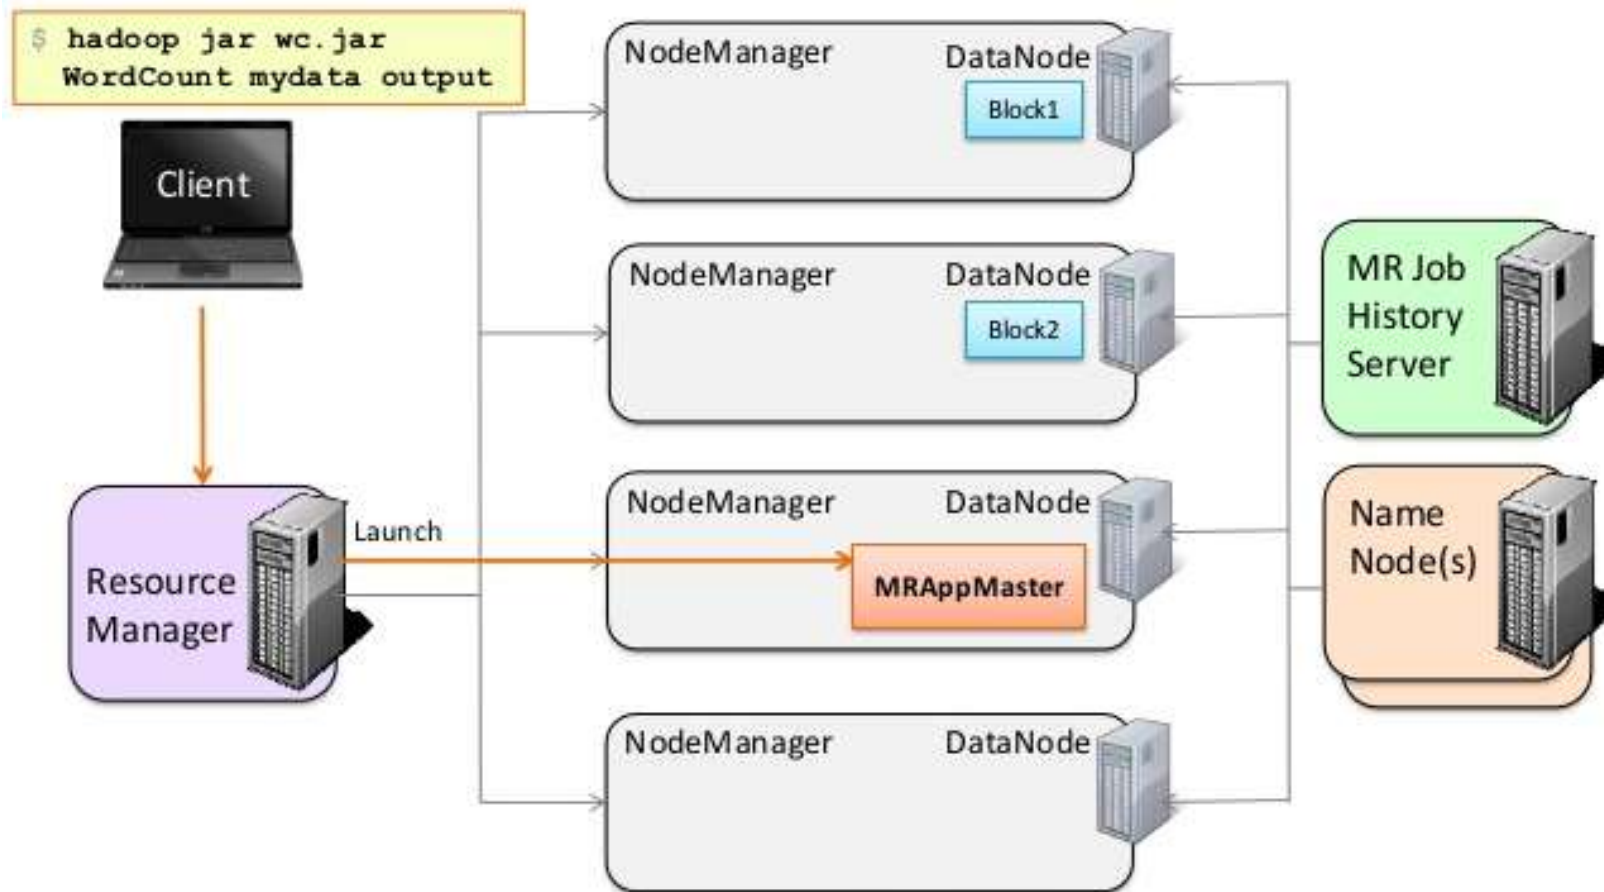 $ hadoop jar wc.jar
WordCount mydata output
Client
Resource
Manager
Launch
NodeManager
DataNode
Block1
NodeManager
DataNode
Block2
NodeManager
DataNode
MRAppMaster
NodeManager
DataNode
MR Job
History
Server
Name
Node(s)